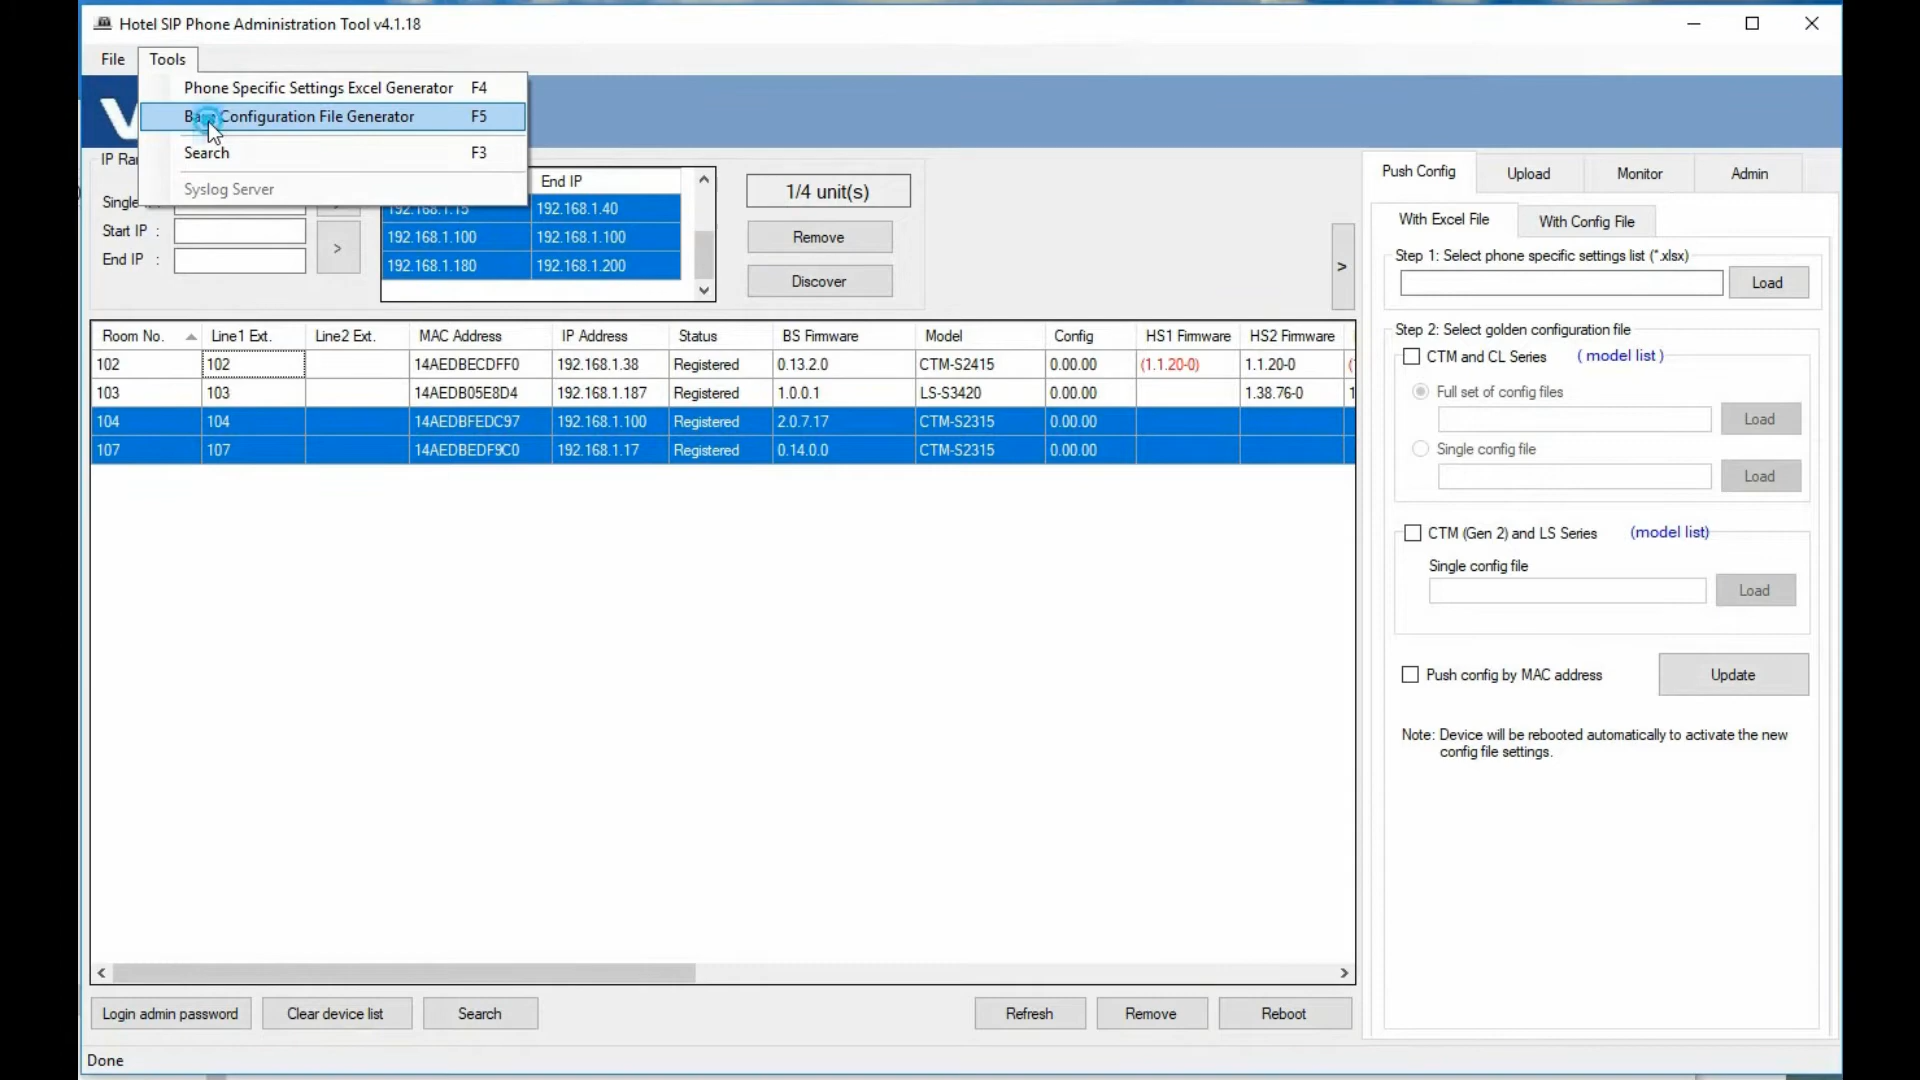 Hotel SIP Phone Administration Tool v4.1.18
File Tools
Phone Specific Settings Excel Generator F4
Configuration File Generator F5
Search F3
Syslog Server
End IP
192.168.1.15 192.168.1.40
192.168.1.100 192.168.1.100
192.168.1.180 192.168.1.200
Start IP :
End IP :
>
1/4 unit(s)
Remove
Discover
>
Room No. Line1 Ext. Line2 Ext. MAC Address IP Address Status BS Firmware Model Config HS1 Firmware HS2 Firmware
102 102 14AEDBECDFF0 192.168.1.38 Registered 0.13.2.0 CTM-S2415 0.00.00 (1.1.20-0) 1.1.20-0
103 103 14AEDB05E8D4 192.168.1.187 Registered 1.0.0.1 LS-S3420 0.00.00 1.38.76-0
104 104 14AEDBFEDC97 192.168.1.100 Registered 2.0.7.17 CTM-S2315 0.00.00
107 107 14AEDBEDF9C0 192.168.1.17 Registered 0.14.0.0 CTM-S2315 0.00.00
Login admin password Clear device list Search Refresh Remove Reboot
Done
Push Config Upload Monitor Admin
With Excel File With Config File
Step 1: Select phone specific settings list (*.xlsx)
Load
Step 2: Select golden configuration file
CTM and CL Series ( model list )
Full set of config files
Load
Single config file
Load
CTM (Gen 2) and LS Series (model list)
Single config file
Load
Push config by MAC address Update
Note: Device will be rebooted automatically to activate the new
config file settings.